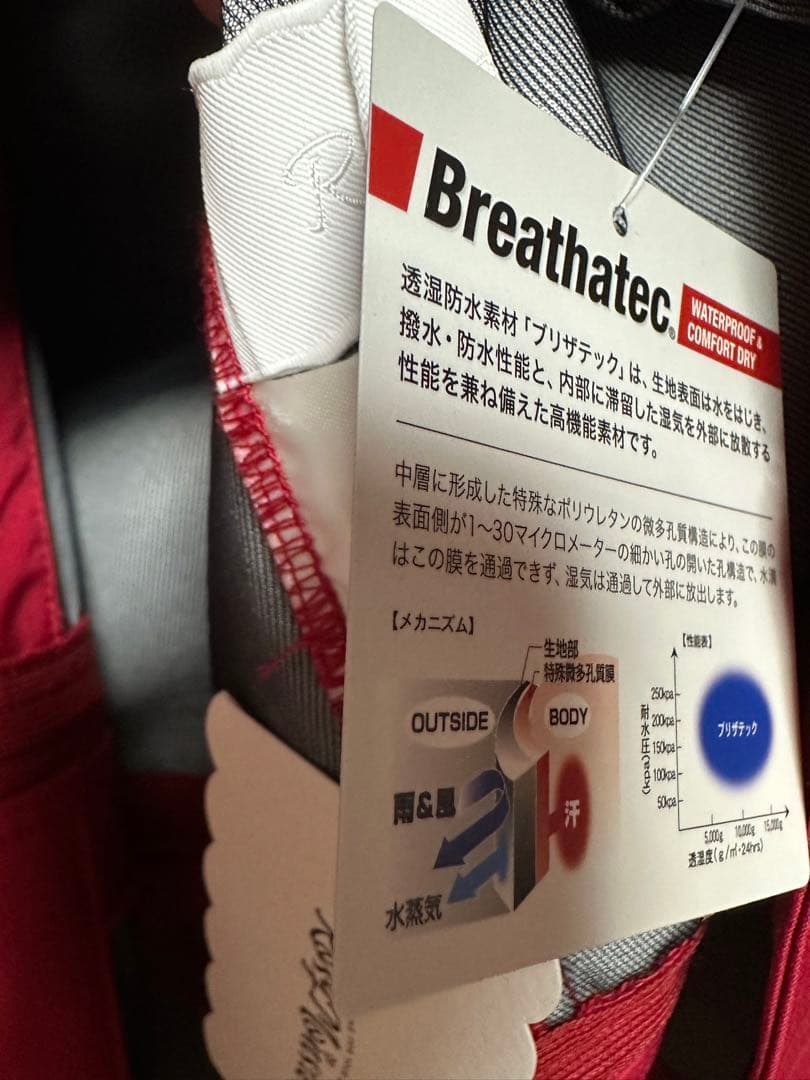 Breathatec®
WATERPROOF &
COMFORT DRY
透湿防水素材「ブリザテック」は、生地表面は水をはじき、
撥水・防水性能と、内部に滞留した湿気を外部に放散する
性能を兼ね備えた高機能素材です。
中層に形成した特殊なポリウレタンの微多孔質構造により、この膜の
表面側が1〜30マイクロメーターの細かい孔の開いた孔構造で、水滴
はこの膜を通過できず、湿気は通過して外部に放出します。
【メカニズム】
生地部
特殊微多孔質膜
OUTSIDE
BODY
雨&風
汗
水蒸気
【性能表】
耐水圧(kpa)
250kpa
200kpa
150kpa
100kpa
50kpa
ブリザテック
5,000g 10,000g 15,000g
透湿度(g/㎡・24hrs)